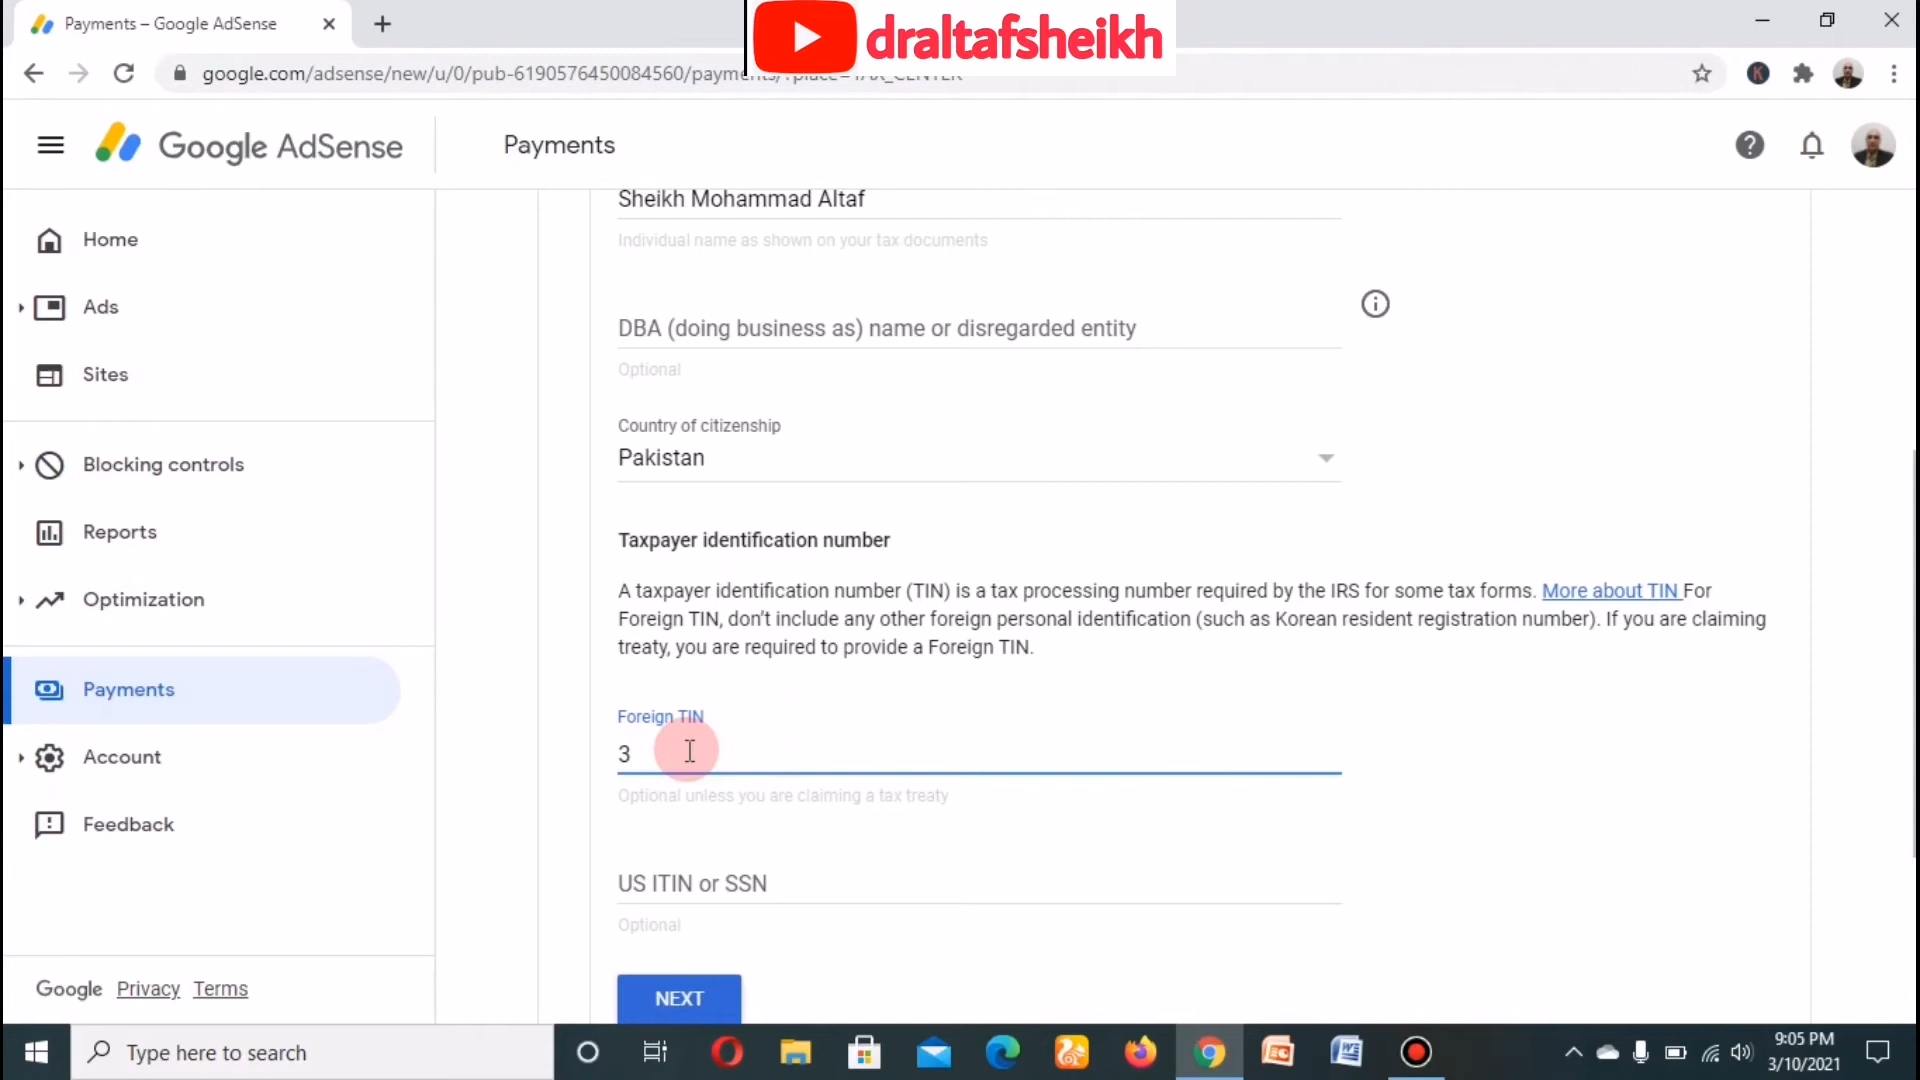 Payments – Google AdSense
draltafsheikh
google.com/adsense/new/u/0/pub-6190576450084560/payments/?place=TAX_CENTER
K
Google AdSense
Payments
Sheikh Mohammad Altaf
Individual name as shown on your tax documents
Home
Ads
DBA (doing business as) name or disregarded entity
Optional
Sites
Country of citizenship
Pakistan
Blocking controls
Reports
Optimization
Taxpayer identification number
A taxpayer identification number (TIN) is a tax processing number required by the IRS for some tax forms. More about TIN For
Foreign TIN, don't include any other foreign personal identification (such as Korean resident registration number). If you are claiming
treaty, you are required to provide a Foreign TIN.
Payments
Foreign TIN
3
Optional unless you are claiming a tax treaty
Account
Feedback
US ITIN or SSN
Optional
NEXT
Google Privacy Terms
Type here to search
9:05 PM
3/10/2021